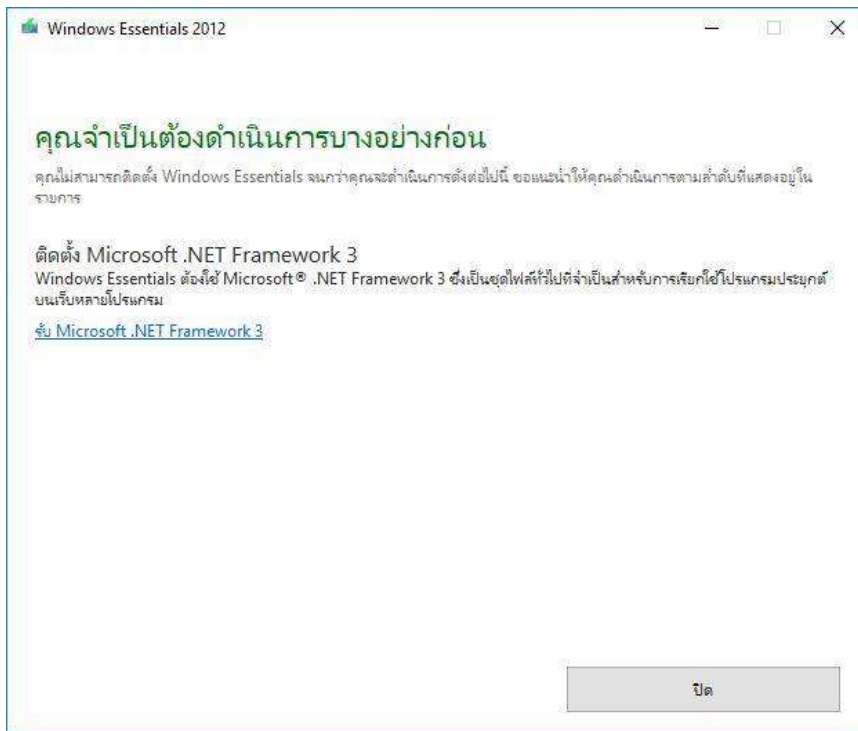 Windows Essentials 2012
คุณจำเป็นต้องดำเนินการบางอย่างก่อน
คุณไม่สามารถติดตั้ง Windows Essentials จนกว่าคุณจะดำเนินการดังต่อไปนี้ ขอแนะนำให้คุณดำเนินการตามลำดับที่แสดงอยู่ใน
รายการ
ติดตั้ง Microsoft .NET Framework 3
Windows Essentials ต้องใช้ Microsoft® .NET Framework 3 ซึ่งเป็นชุดไฟล์ทั่วไปที่จำเป็นสำหรับการเรียกใช้โปรแกรมประยุกต์
บนเว็บหลายโปรแกรม
รับ Microsoft .NET Framework 3
ปิด